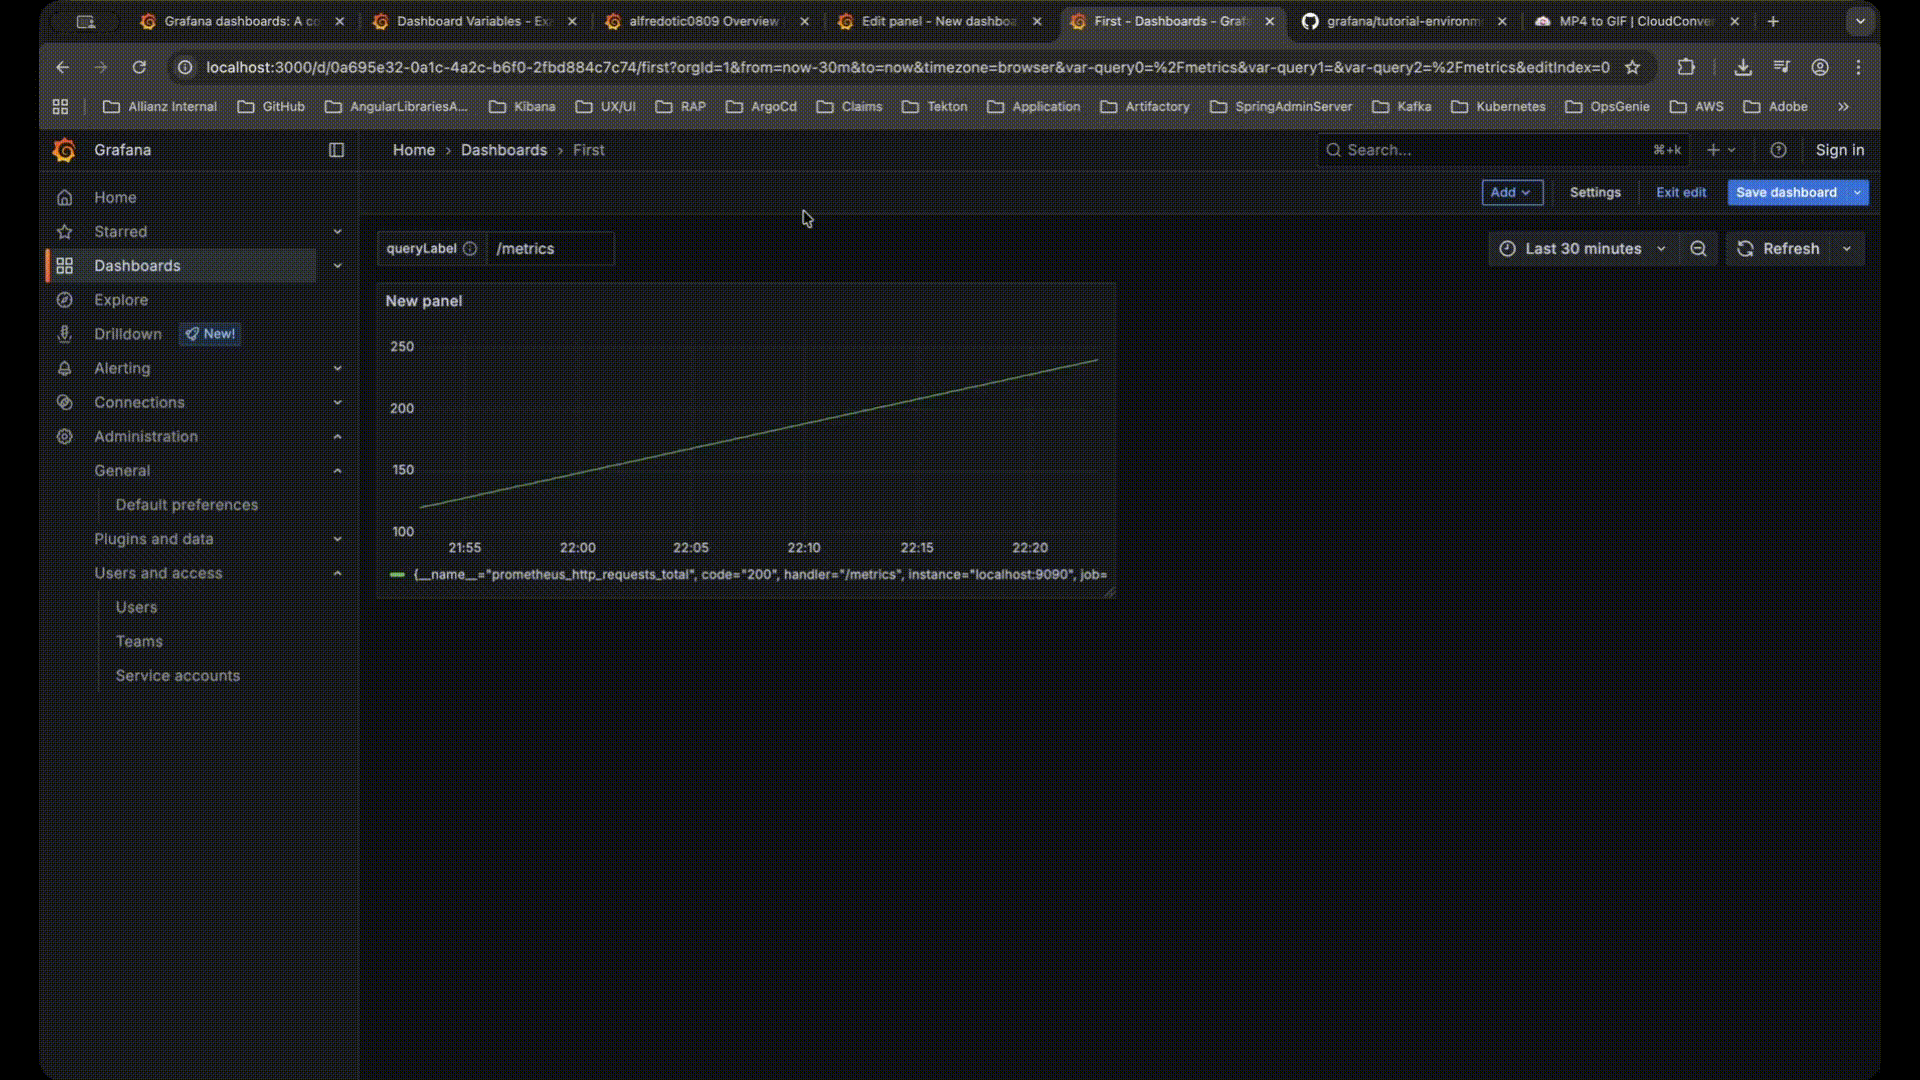 Grafana dashboards: A co
Dashboard Variables - Ex
alfredotic0809 Overview
Edit panel - New dashboa
First - Dashboards - Graf
grafana/tutorial-environm
MP4 to GIF | CloudConver
localhost:3000/d/0a695e32-0a1c-4a2c-b6f0-2fbd884c7c74/first?orgId=1&from=now-30m&to=now&timezone=browser&var-query0=%2Fmetrics&var-query1=&var-query2=%2Fmetrics&editIndex=0
Allianz Internal
GitHub
AngularLibrariesA...
Kibana
UX/UI
RAP
ArgoCd
Claims
Tekton
Application
Artifactory
SpringAdminServer
Kafka
Kubernetes
OpsGenie
AWS
Adobe
Grafana
Home > Dashboards > First
Search... ⌘+k
Sign in
Add
Settings
Exit edit
Save dashboard
Home
Starred
Dashboards
Explore
Drilldown New!
Alerting
Connections
Administration
General
Default preferences
Plugins and data
Users and access
Users
Teams
Service accounts
queryLabel /metrics
Last 30 minutes
Refresh
New panel
250
200
150
100
21:55 22:00 22:05 22:10 22:15 22:20
{__name__="prometheus_http_requests_total", code="200", handler="/metrics", instance="localhost:9090", job=